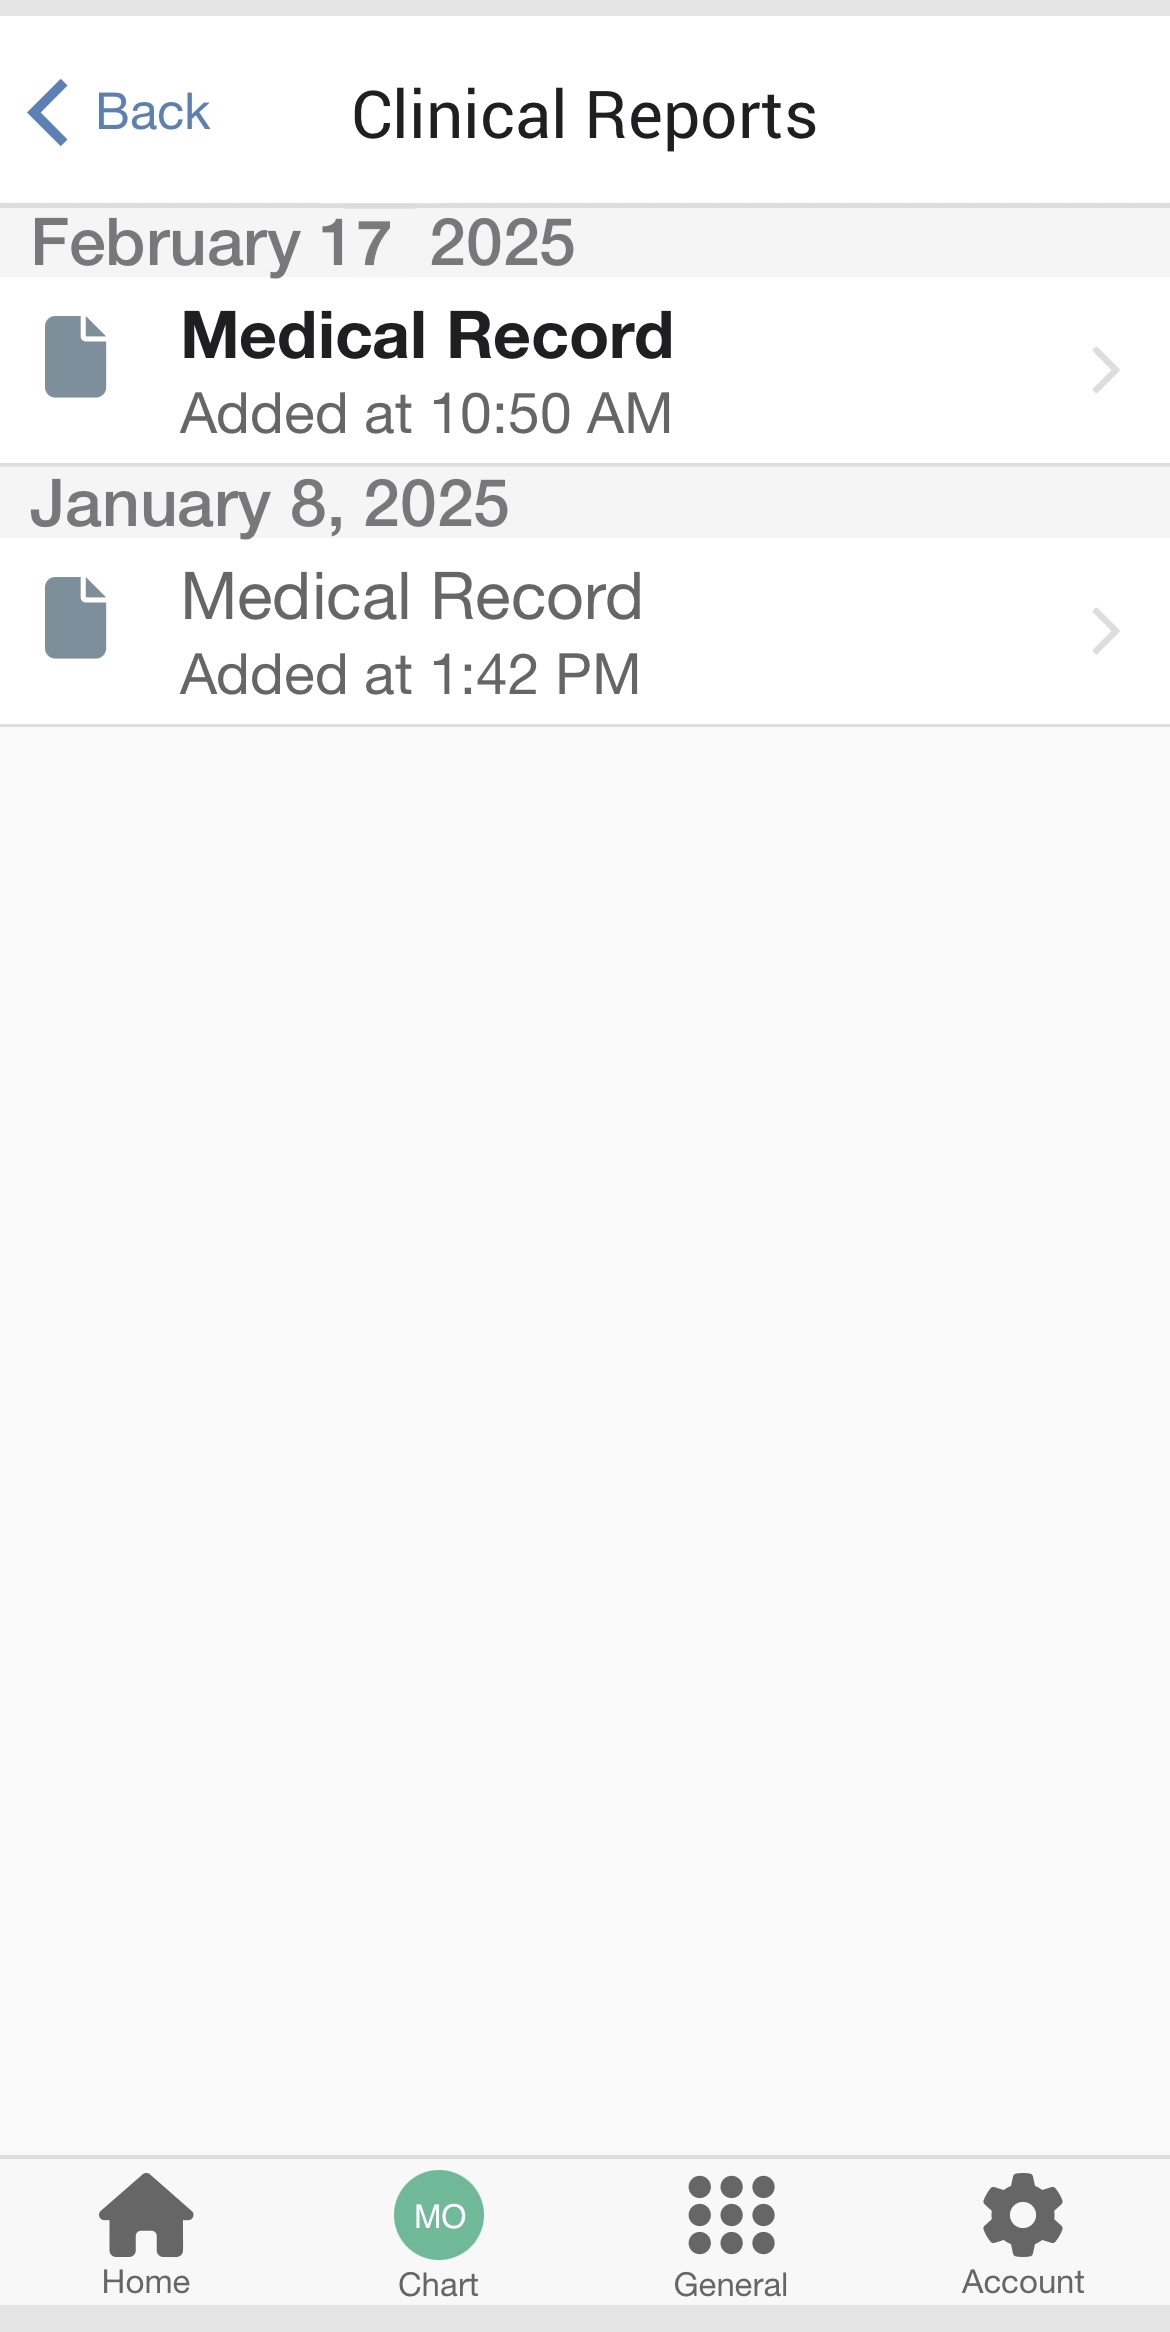 Back Clinical Reports
February 17 2025
Medical Record
Added at 10:50 AM
January 8, 2025
Medical Record
Added at 1:42 PM
MO
Home Chart General Account